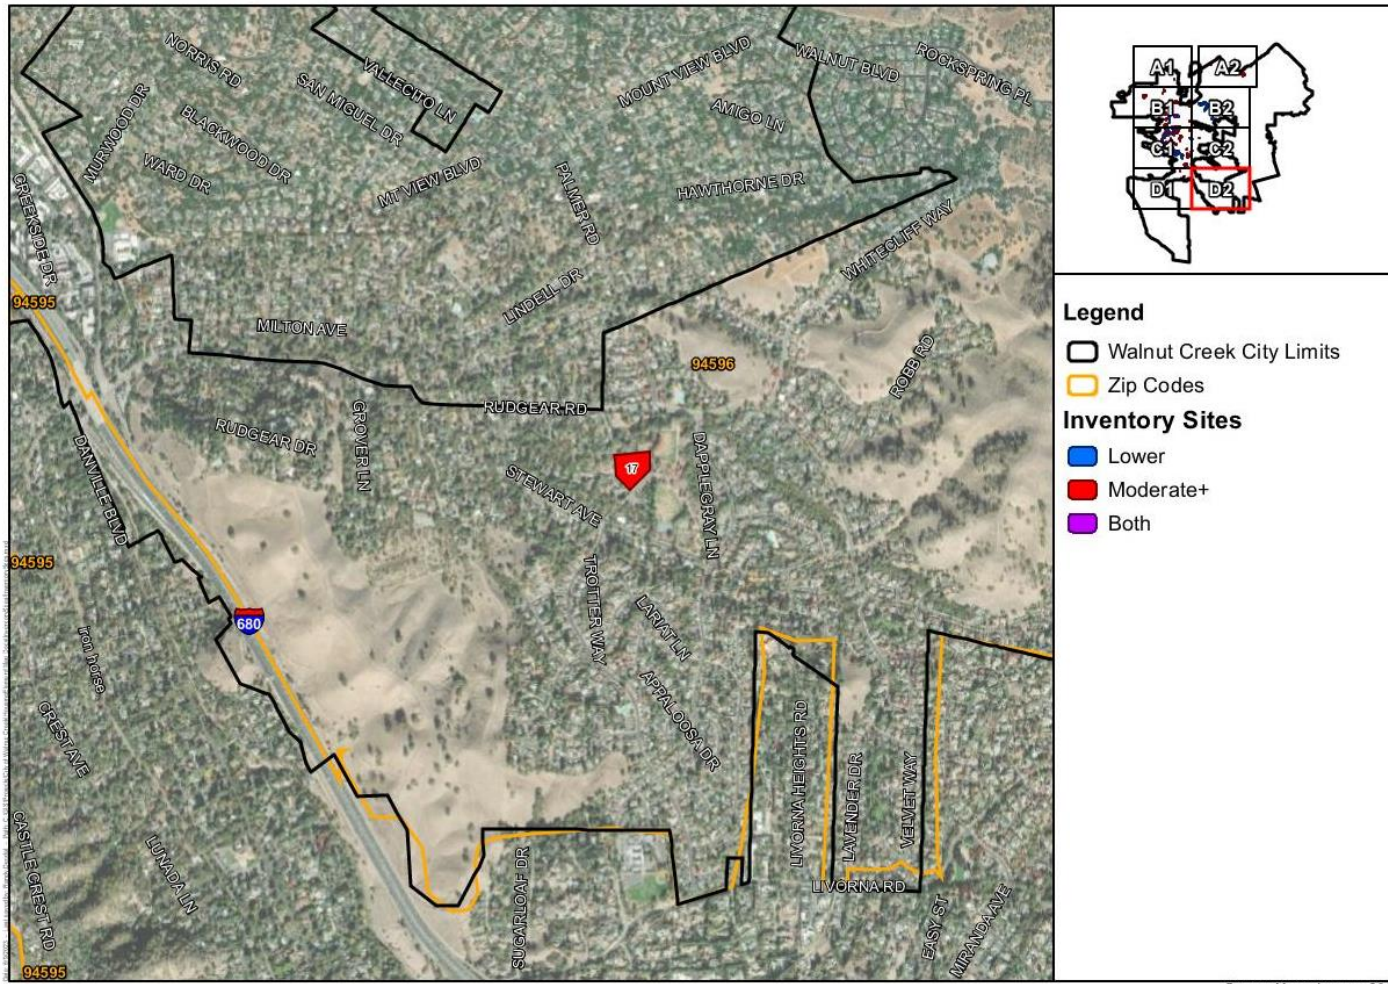 NORRIS RD
SAN MIGUEL DR
VALLECITO LN
MOUNT VIEW BLVD
WALNUT BLVD
ROCKSPRING PL
MURWOOD DR
BLACKWOOD DR
AMIGO LN
WARD DR
MT VIEW BLVD
PALMER RD
HAWTHORNE DR
CREEKSIDE DR
WHITECLIFF WAY
94595
LINDELL DR
MILTON AVE
94596
ROBB RD
RUDGEAR RD
RUDGEAR DR
GROVER LN
17
DAPPLEGRAY LN
STEWART AVE
DANVILLE BLVD
94595
TROTTER WAY
LARIAT LN
680
iron horse
APPALOOSA DR
CREST AVE
LIVORNA HEIGHTS RD
LAVENDER DR
VELVET WAY
CASTLE CREST RD
LUNADA LN
SUGARLOAF DR
LIVORNA RD
EASY ST
MIRANDA AVE
94595
A1
A2
B1
B2
C1
C2
D1
D2
Legend
Walnut Creek City Limits
Zip Codes
Inventory Sites
Lower
Moderate+
Both